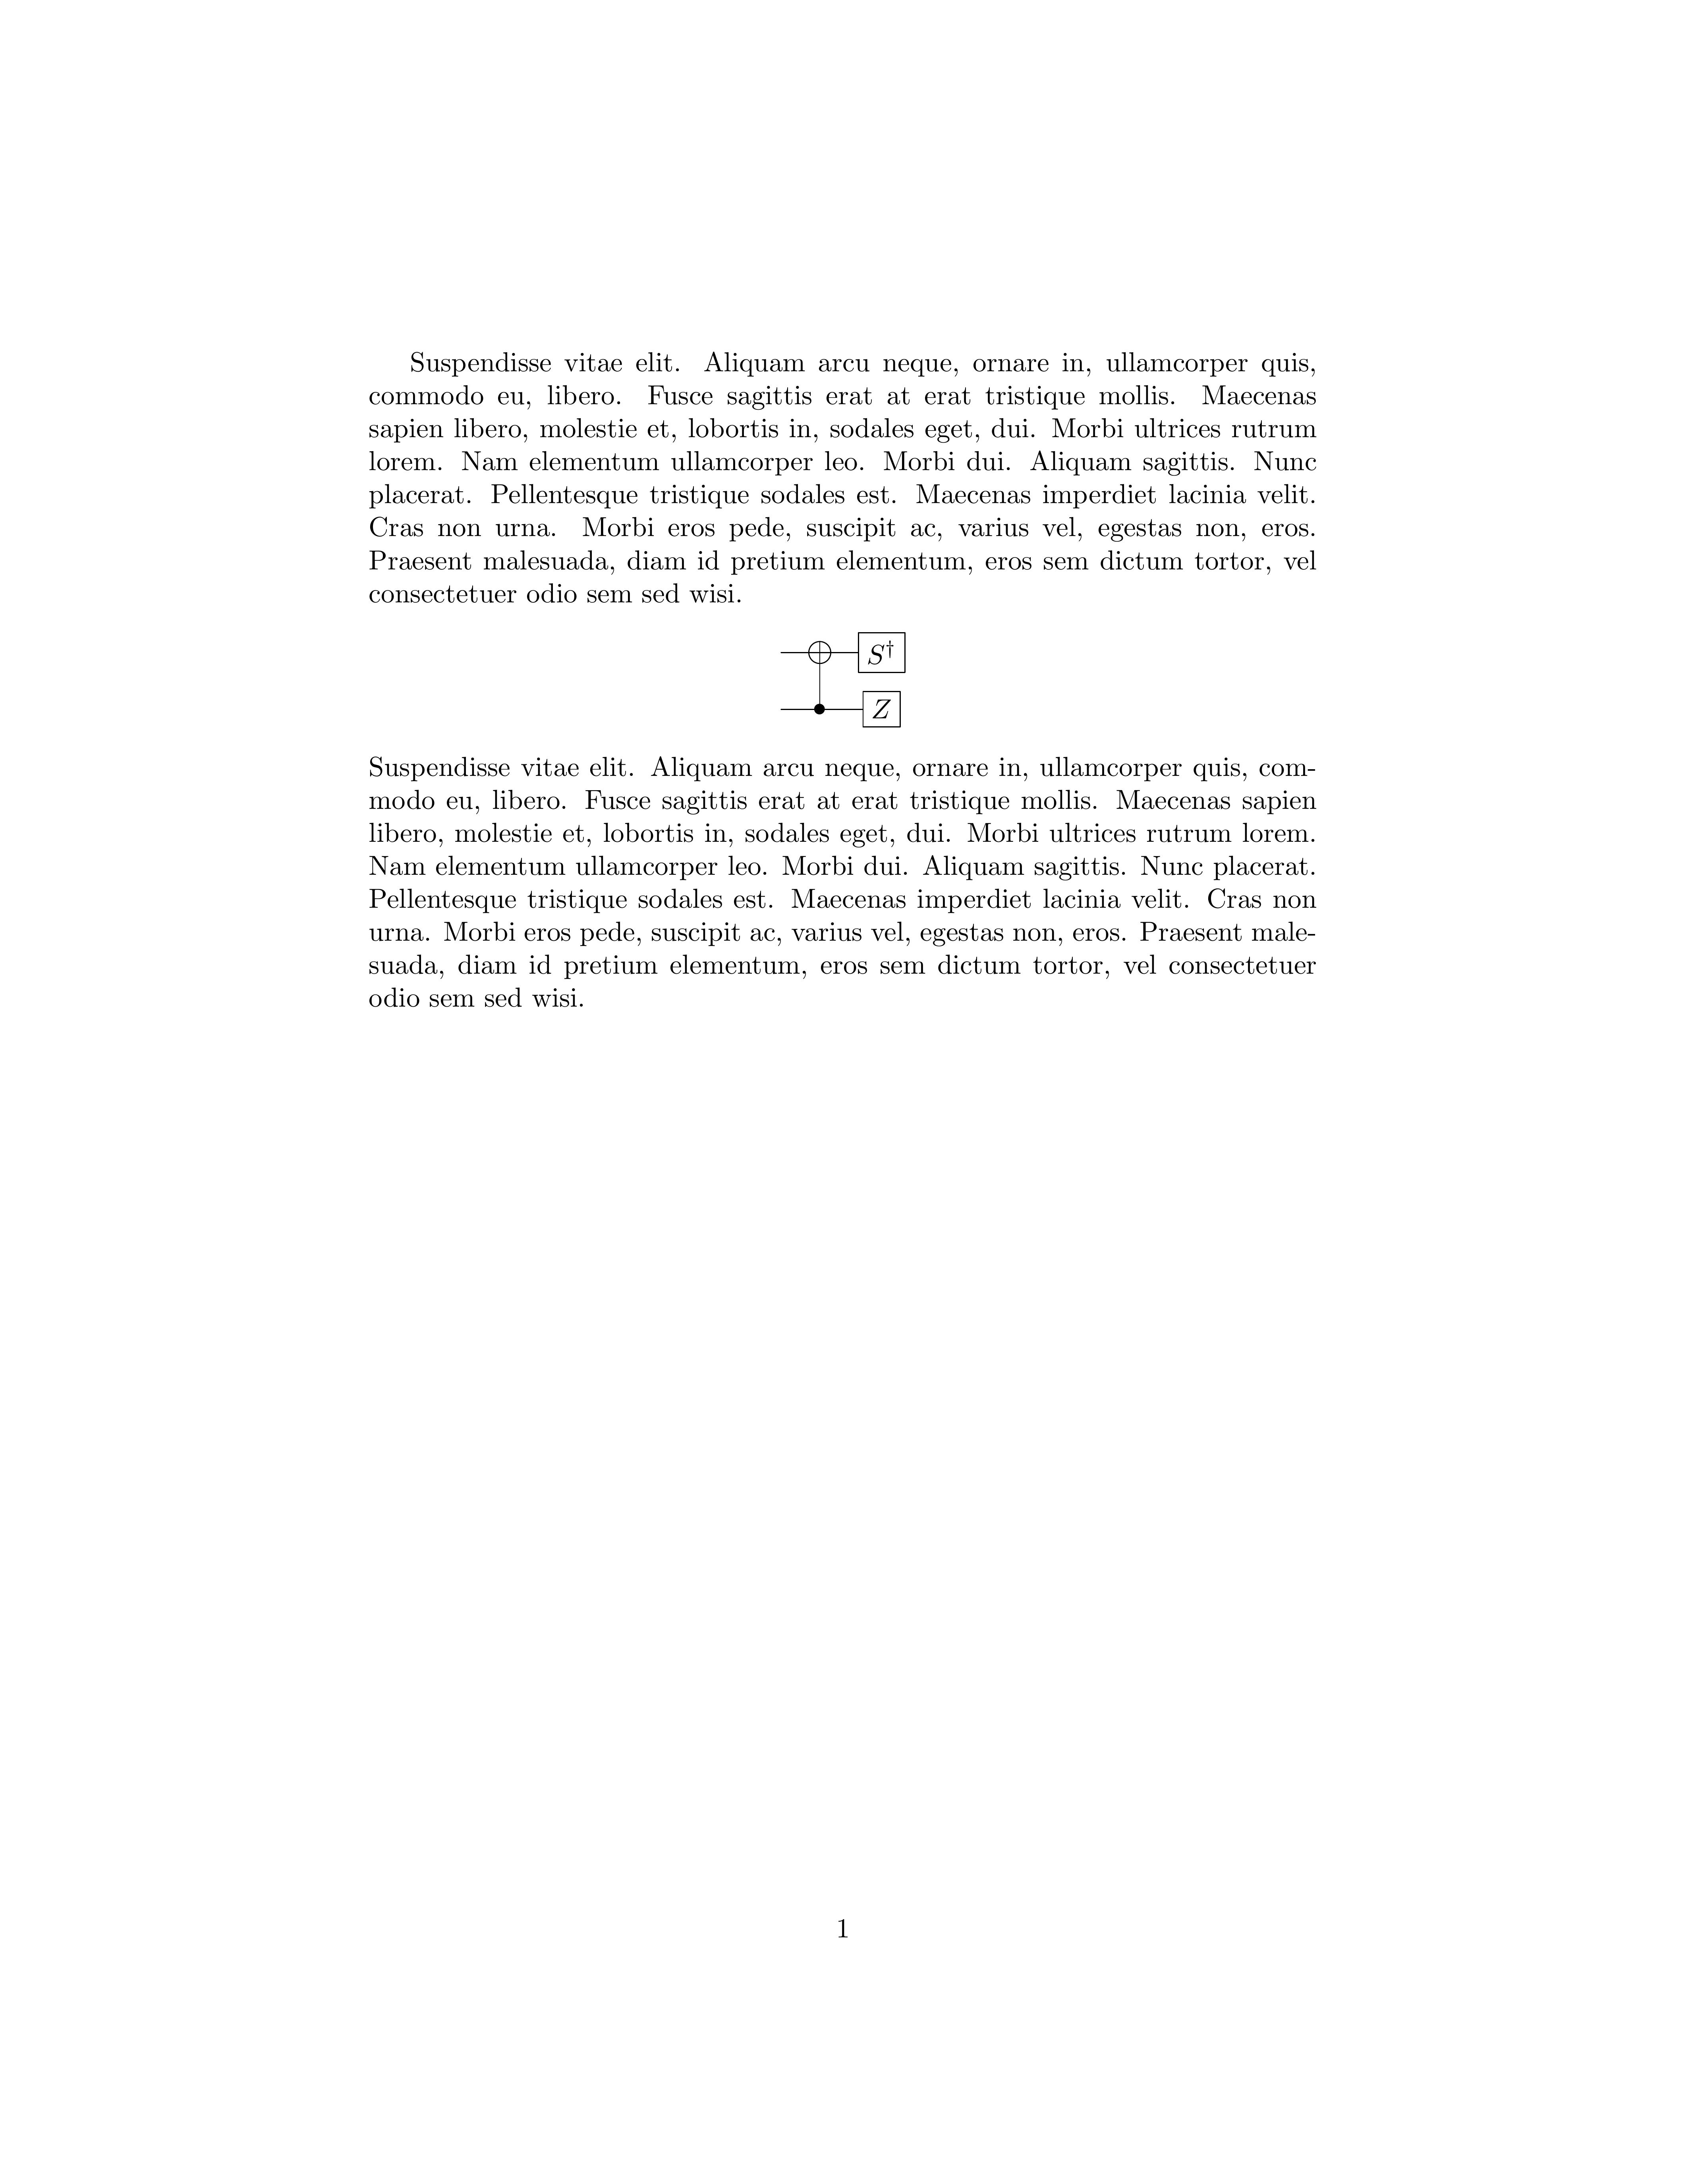 Suspendisse vitae elit. Aliquam arcu neque, ornare in, ullamcorper quis,
commodo eu, libero. Fusce sagittis erat at erat tristique mollis. Maecenas
sapien libero, molestie et, lobortis in, sodales eget, dui. Morbi ultrices rutrum
lorem. Nam elementum ullamcorper leo. Morbi dui. Aliquam sagittis. Nunc
placerat. Pellentesque tristique sodales est. Maecenas imperdiet lacinia velit.
Cras non urna. Morbi eros pede, suscipit ac, varius vel, egestas non, eros.
Praesent malesuada, diam id pretium elementum, eros sem dictum tortor, vel
consectetuer odio sem sed wisi.
S†
Z
Suspendisse vitae elit. Aliquam arcu neque, ornare in, ullamcorper quis, com-
modo eu, libero. Fusce sagittis erat at erat tristique mollis. Maecenas sapien
libero, molestie et, lobortis in, sodales eget, dui. Morbi ultrices rutrum lorem.
Nam elementum ullamcorper leo. Morbi dui. Aliquam sagittis. Nunc placerat.
Pellentesque tristique sodales est. Maecenas imperdiet lacinia velit. Cras non
urna. Morbi eros pede, suscipit ac, varius vel, egestas non, eros. Praesent male-
suada, diam id pretium elementum, eros sem dictum tortor, vel consectetuer
odio sem sed wisi.
1